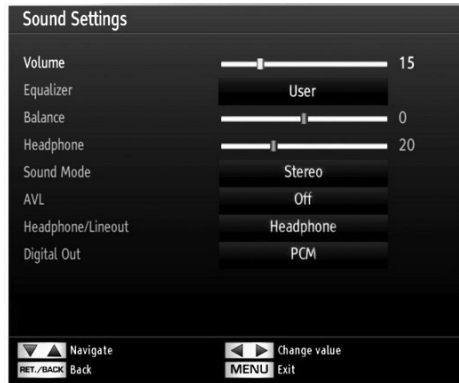 Sound Settings
Volume 15
Equalizer User
Balance 0
Headphone 20
Sound Mode Stereo
AVL Off
Headphone/Lineout Headphone
Digital Out PCM
Navigate Change value
RET./BACK Back MENU Exit